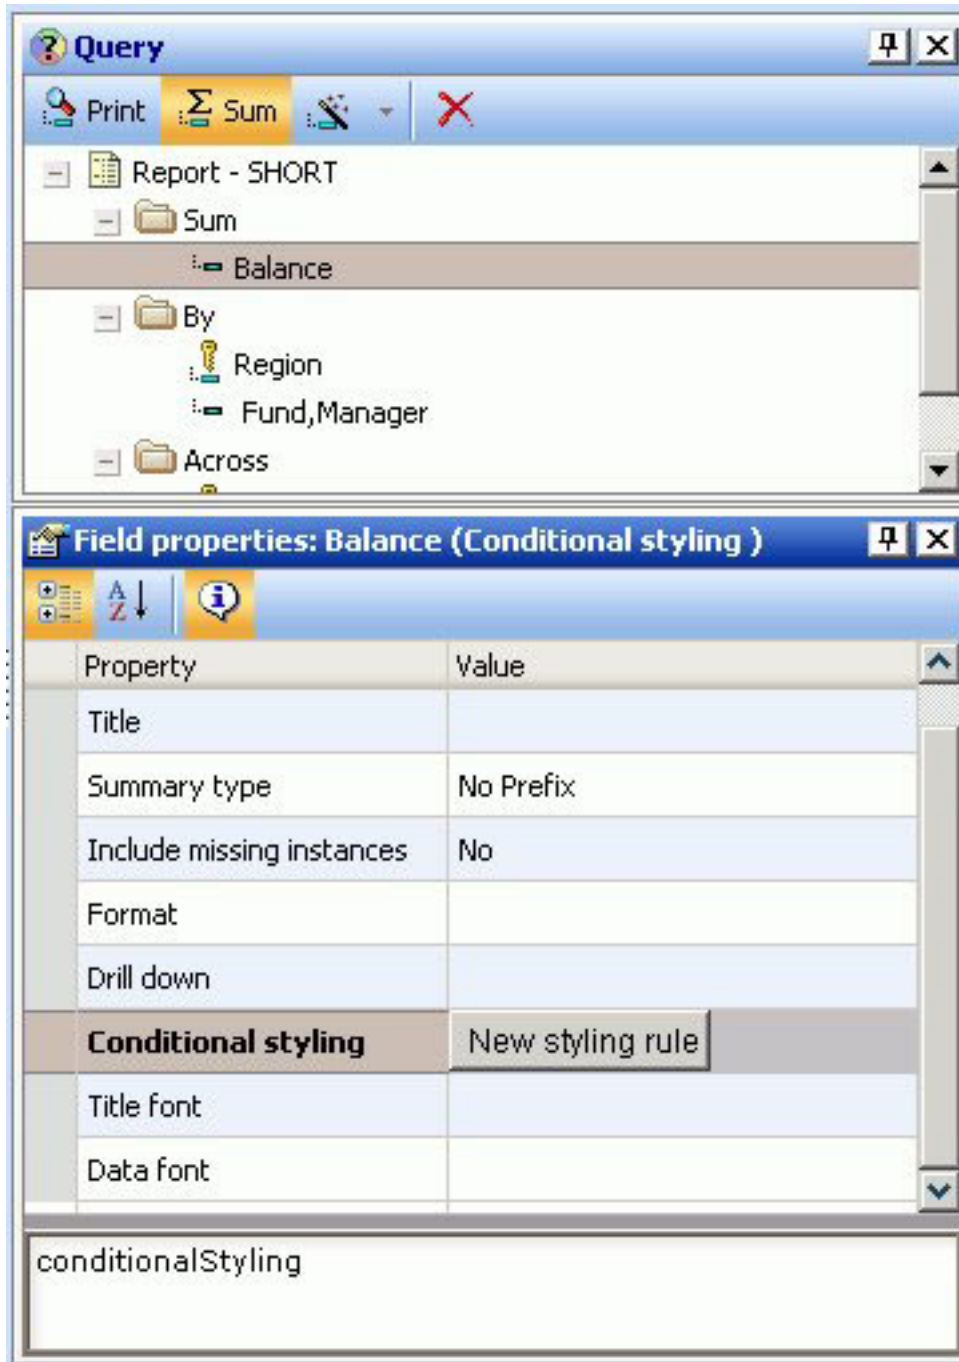 Query
Print Sum
Report - SHORT
Sum
Balance
By
Region
Fund,Manager
Across
Field properties: Balance (Conditional styling )
Property Value
Title
Summary type No Prefix
Include missing instances No
Format
Drill down
Conditional styling New styling rule
Title font
Data font
conditionalStyling